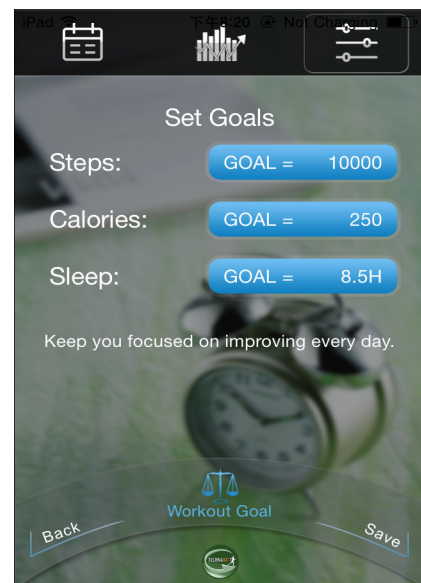 iPad 下午8:20 Not Charging
Set Goals
Steps: GOAL = 10000
Calories: GOAL = 250
Sleep: GOAL = 8.5H
Keep you focused on improving every day.
Workout Goal
Back
Save